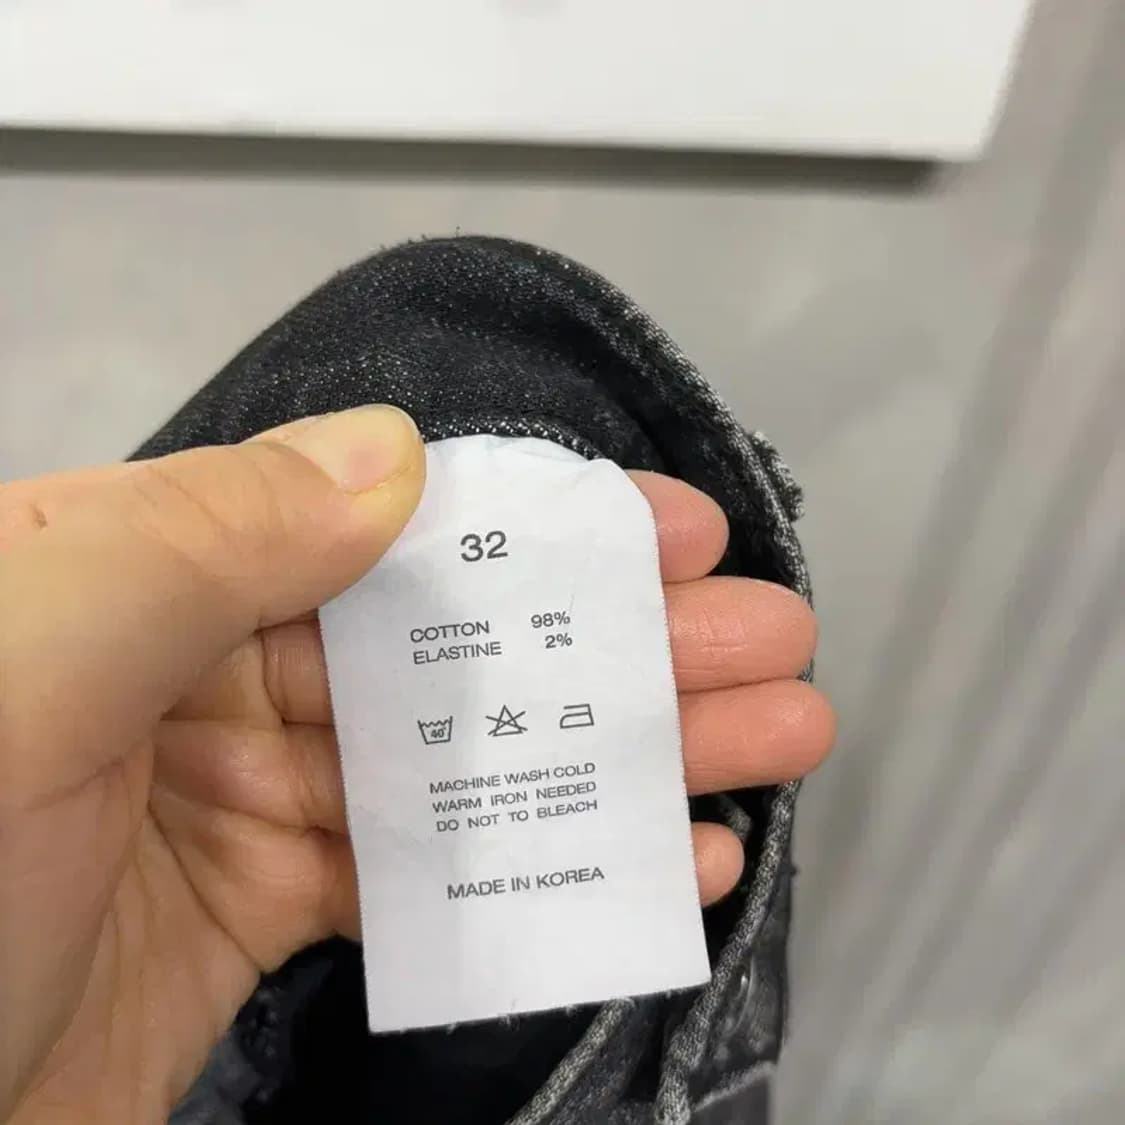 32
COTTON 98%
ELASTINE 2%
40°
MACHINE WASH COLD
WARM IRON NEEDED
DO NOT TO BLEACH
MADE IN KOREA